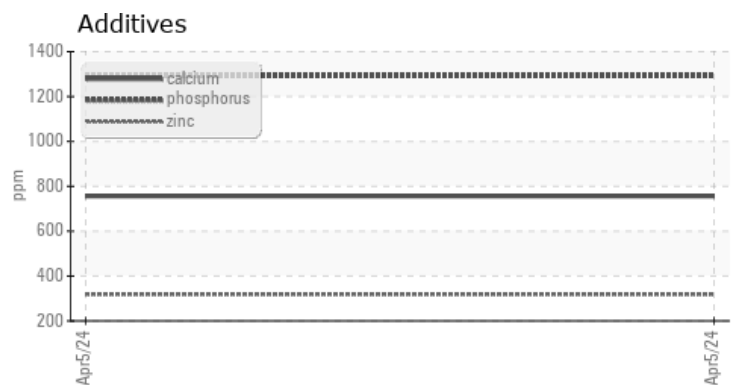 Additives
1400
1200
1000
800
600
400
200
ppm
calcium
phosphorus
zinc
Apr5/24
Apr5/24